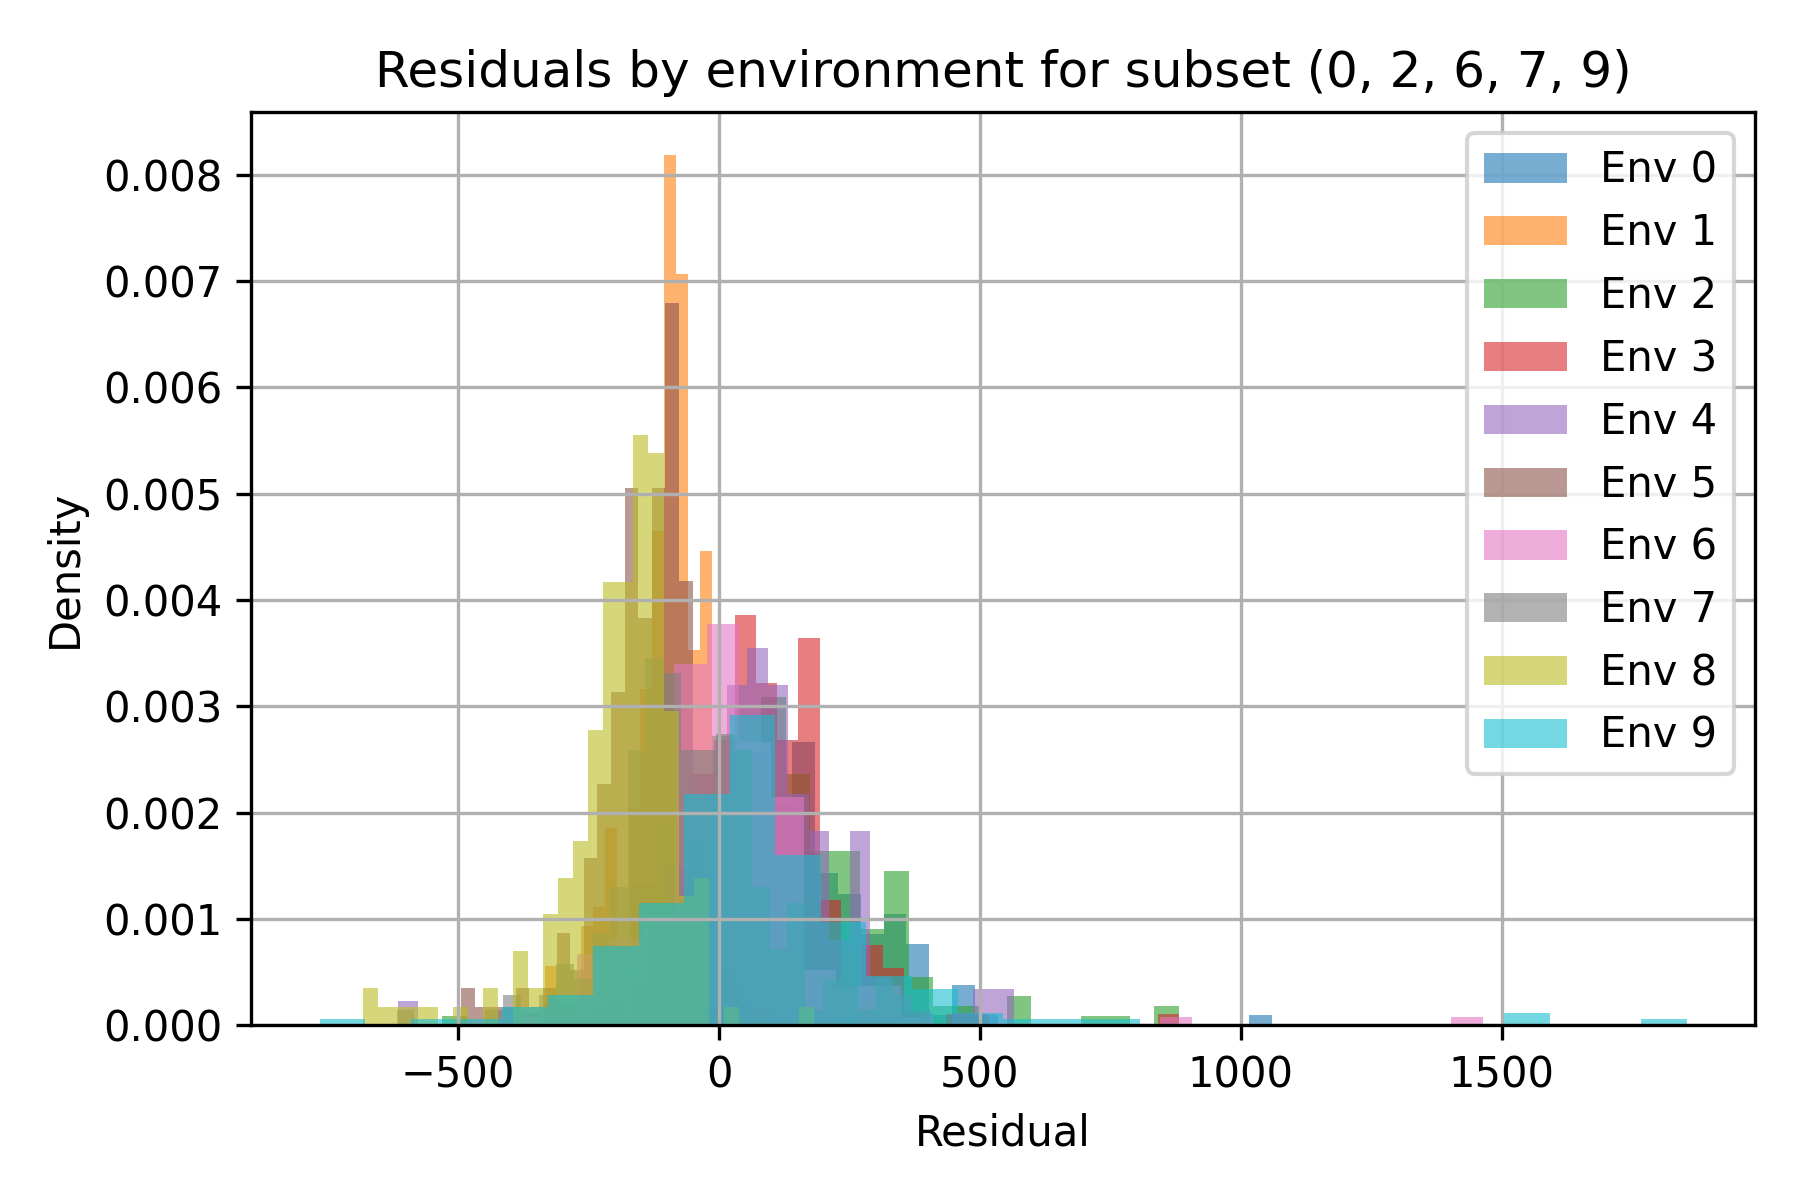 Residuals by environment for subset (0, 2, 6, 7, 9)
0.008
0.007
0.006
0.005
0.004
0.003
0.002
0.001
0.000
Density
−500
0
500
1000
1500
Residual
Env 0
Env 1
Env 2
Env 3
Env 4
Env 5
Env 6
Env 7
Env 8
Env 9